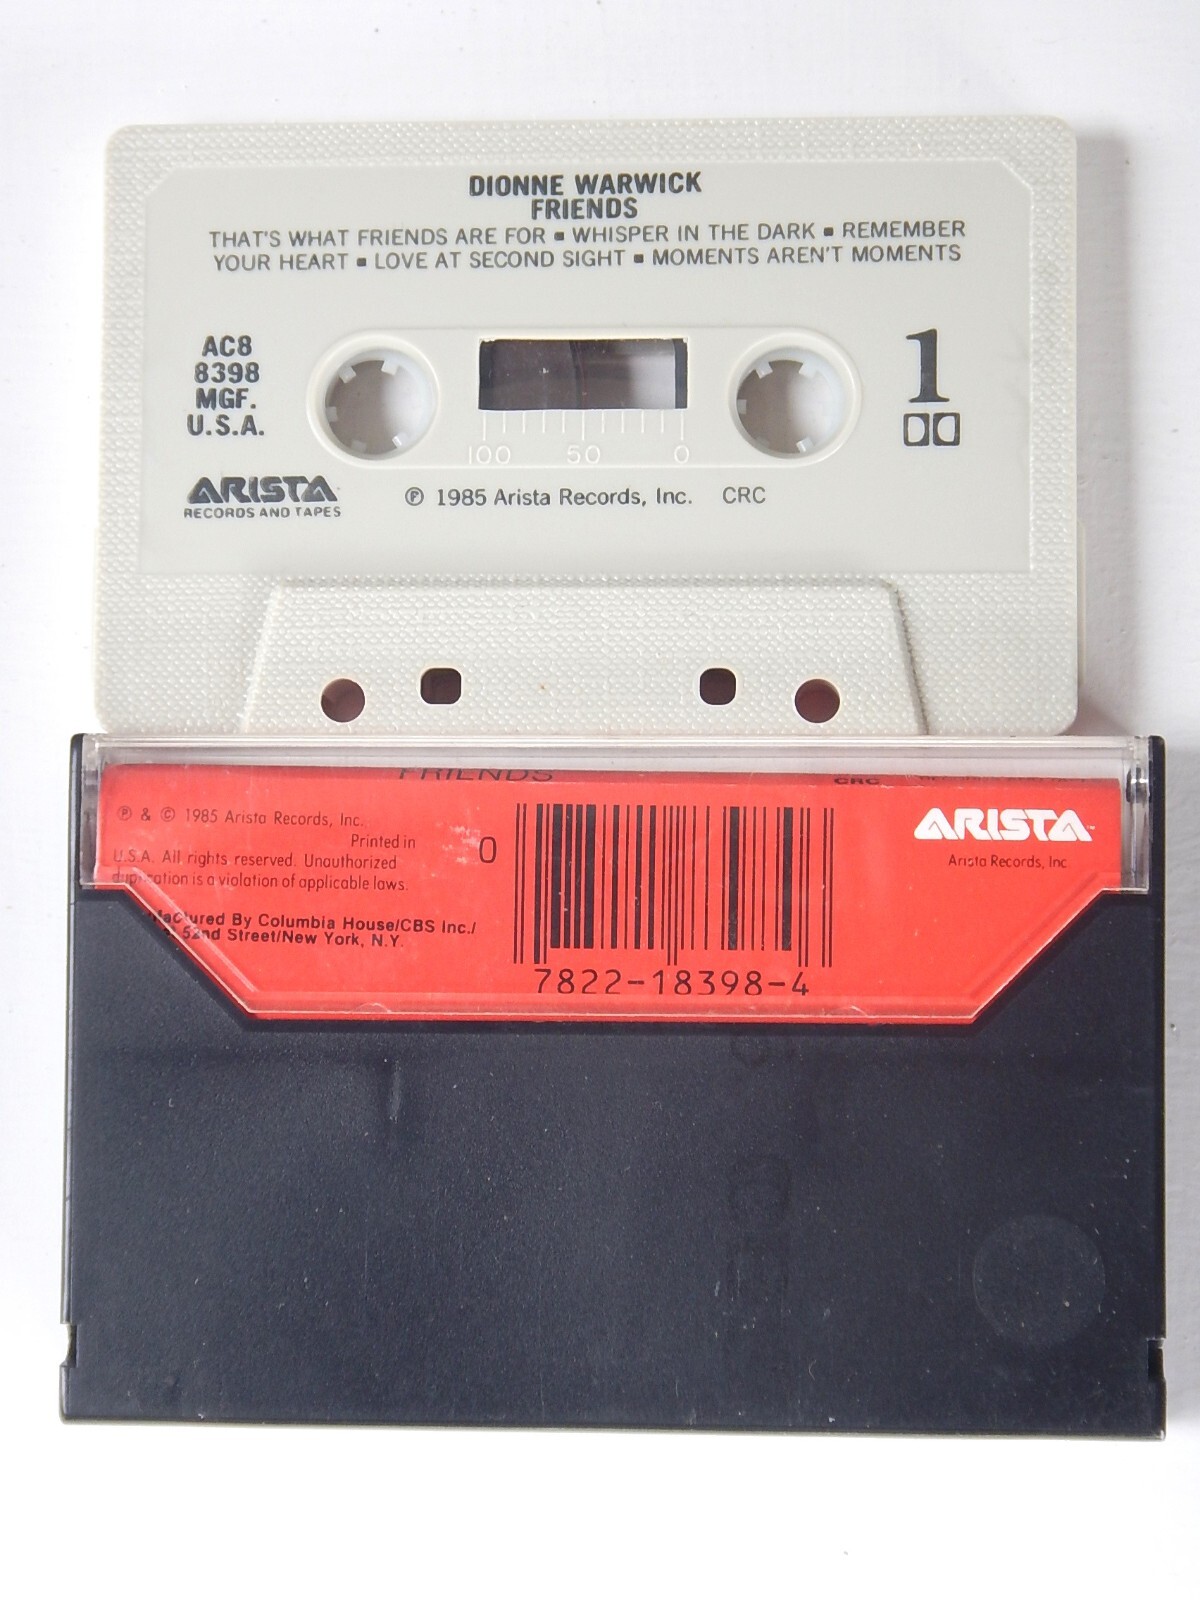 DIONNE WARWICK
FRIENDS
THAT'S WHAT FRIENDS ARE FOR ▪ WHISPER IN THE DARK ▪ REMEMBER
YOUR HEART ▪ LOVE AT SECOND SIGHT ▪ MOMENTS AREN'T MOMENTS
AC8
8398
MGF.
U.S.A.
1
100 50 0
ARISTA
RECORDS AND TAPES
℗ 1985 Arista Records, Inc. CRC
FRIENDS
CRC
℗ & © 1985 Arista Records, Inc.
Printed in
U.S.A. All rights reserved. Unauthorized
duplication is a violation of applicable laws.
By Columbia House/CBS Inc./
52nd Street/New York, N.Y.
0
7822-18398-4
ARISTA™
Arista Records, Inc